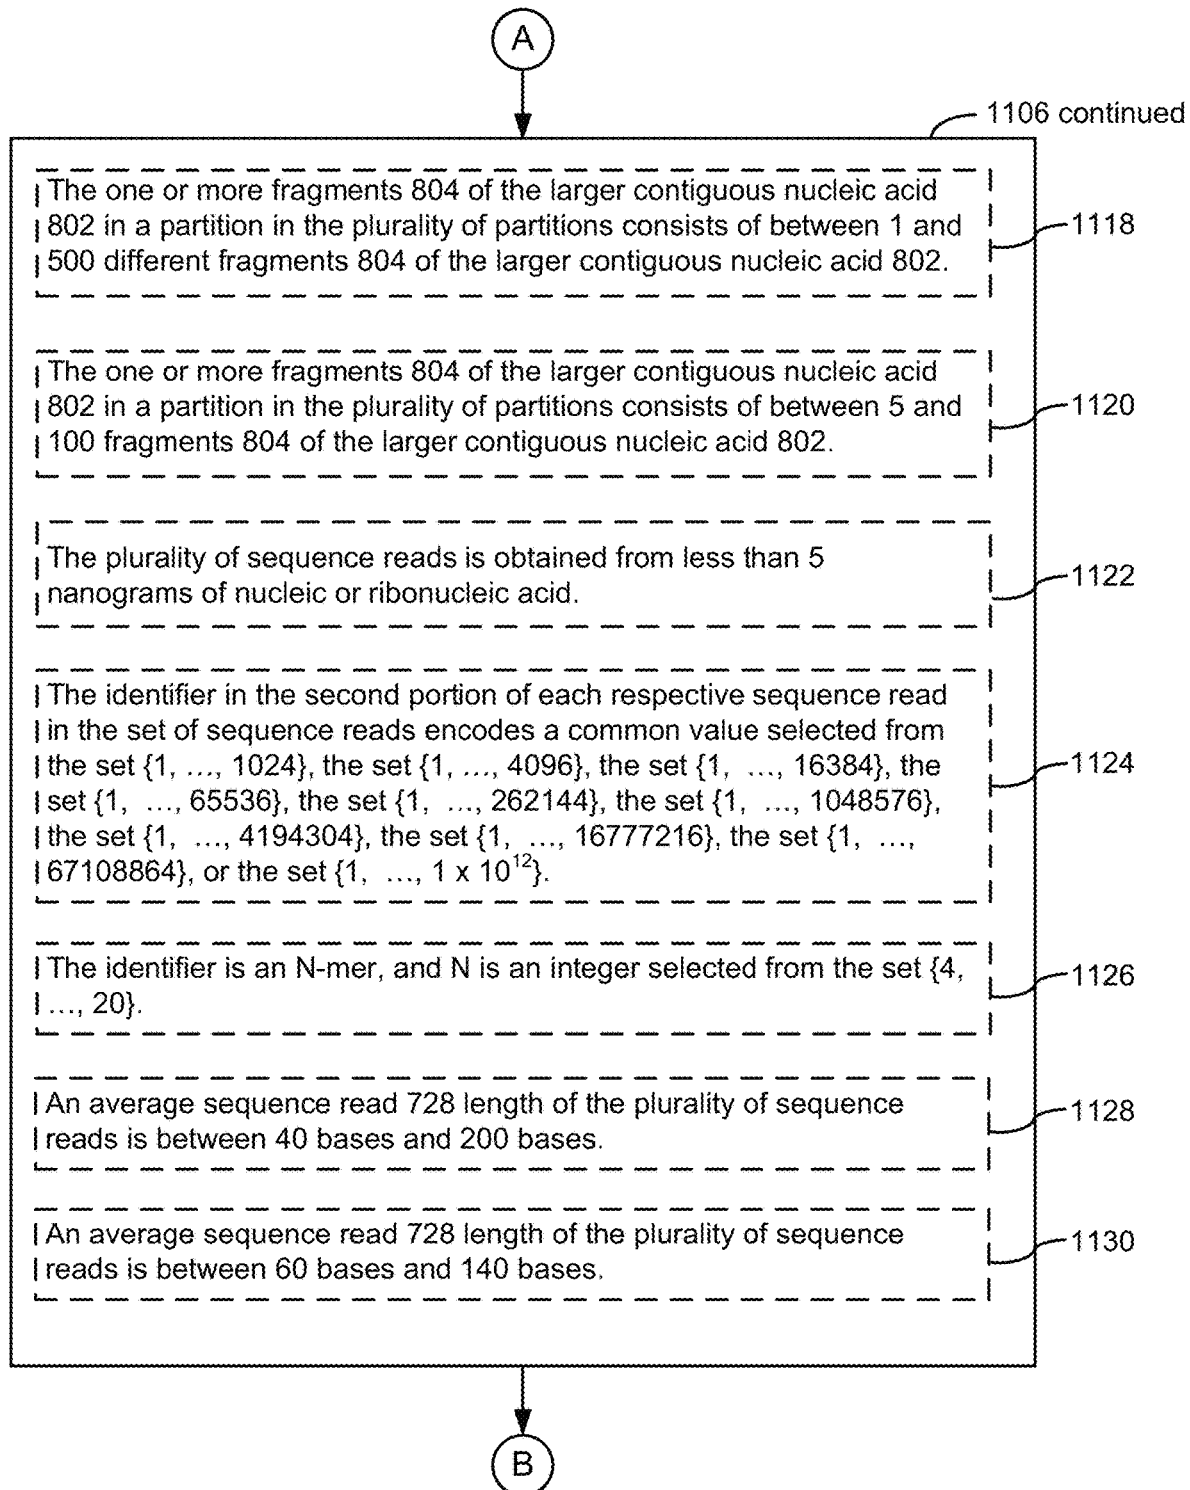 A
1106 continued
The one or more fragments 804 of the larger contiguous nucleic acid
802 in a partition in the plurality of partitions consists of between 1 and
500 different fragments 804 of the larger contiguous nucleic acid 802.
1118
The one or more fragments 804 of the larger contiguous nucleic acid
802 in a partition in the plurality of partitions consists of between 5 and
100 fragments 804 of the larger contiguous nucleic acid 802.
1120
The plurality of sequence reads is obtained from less than 5
nanograms of nucleic or ribonucleic acid.
1122
The identifier in the second portion of each respective sequence read
in the set of sequence reads encodes a common value selected from
the set {1, ..., 1024}, the set {1, ..., 4096}, the set {1, ..., 16384}, the
set {1, ..., 65536}, the set {1, ..., 262144}, the set {1, ..., 1048576},
the set {1, ..., 4194304}, the set {1, ..., 16777216}, the set {1, ...,
67108864}, or the set {1, ..., 1 x 10¹²}.
1124
The identifier is an N-mer, and N is an integer selected from the set {4,
..., 20}.
1126
An average sequence read 728 length of the plurality of sequence
reads is between 40 bases and 200 bases.
1128
An average sequence read 728 length of the plurality of sequence
reads is between 60 bases and 140 bases.
1130
B